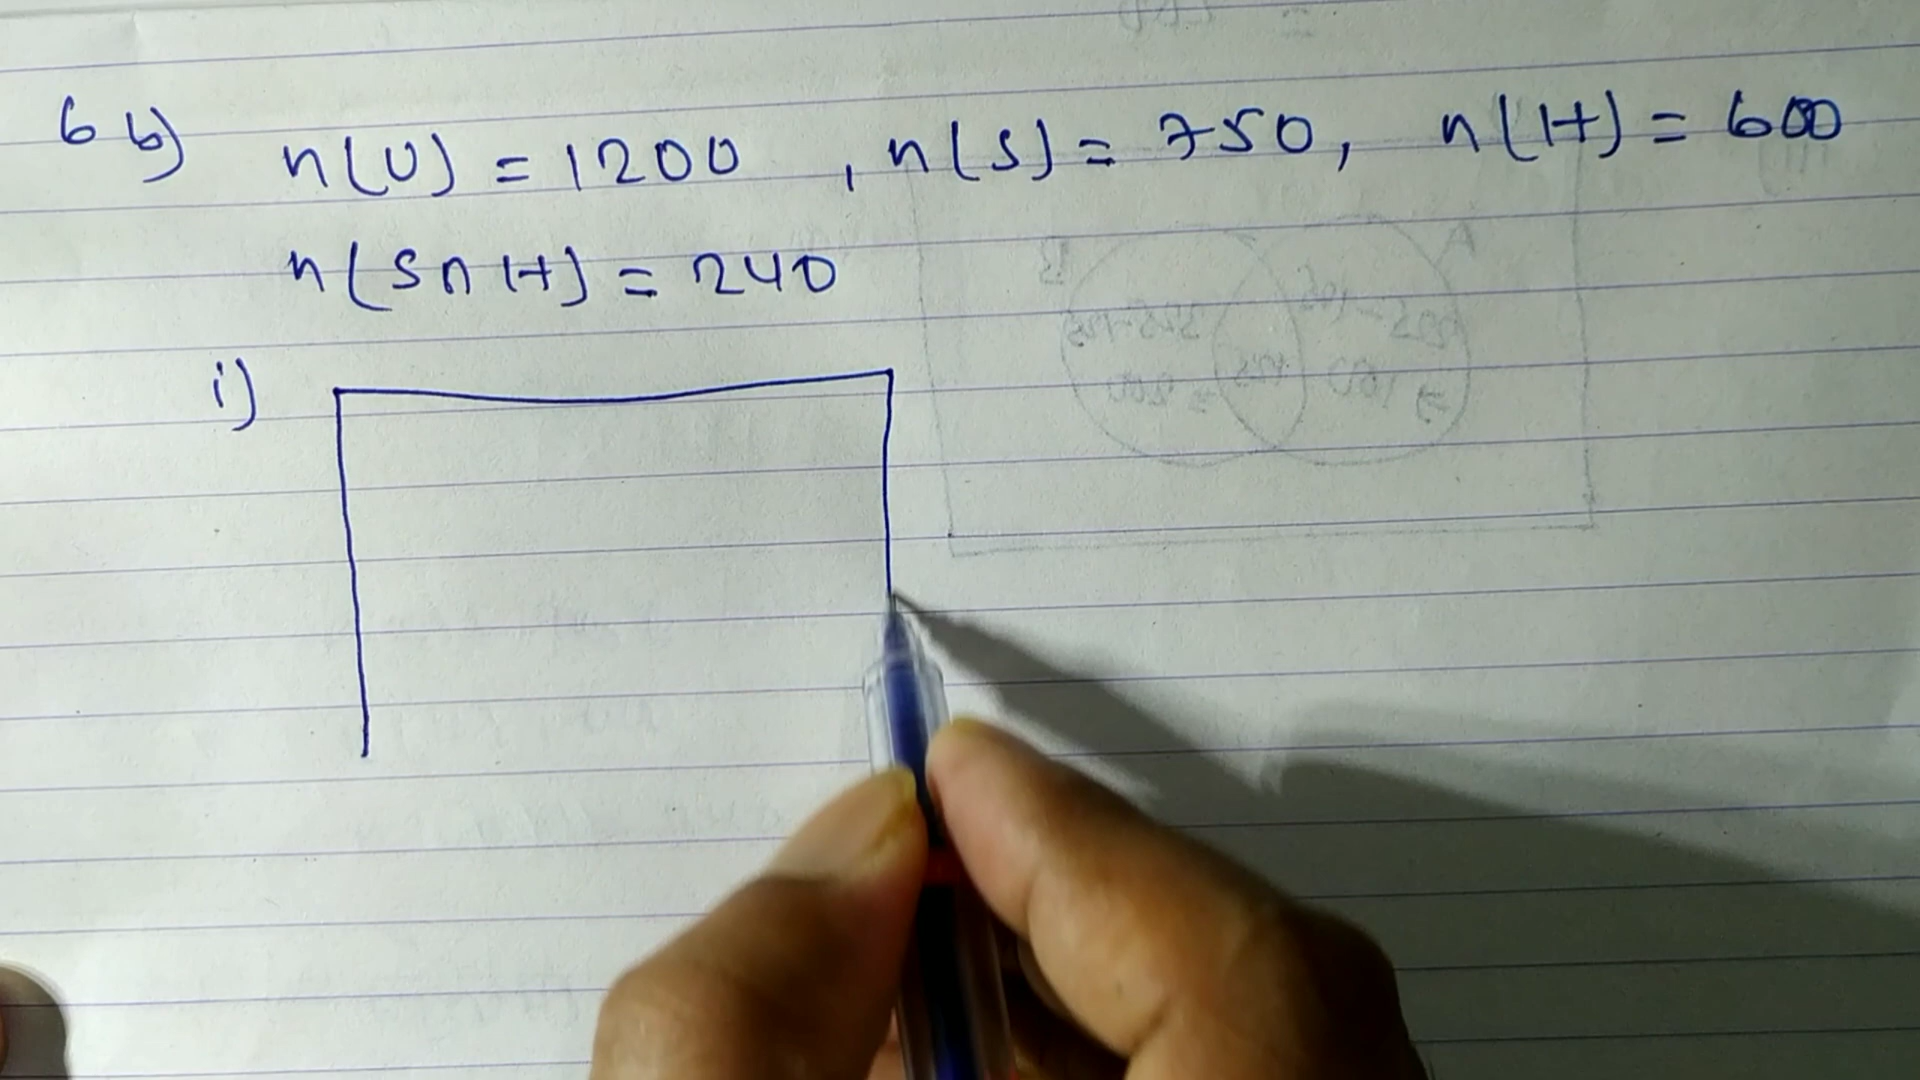 6 b) n(U) = 1200 , n(S) = 750, n(H) = 600
n(S∩H) = 240
i)